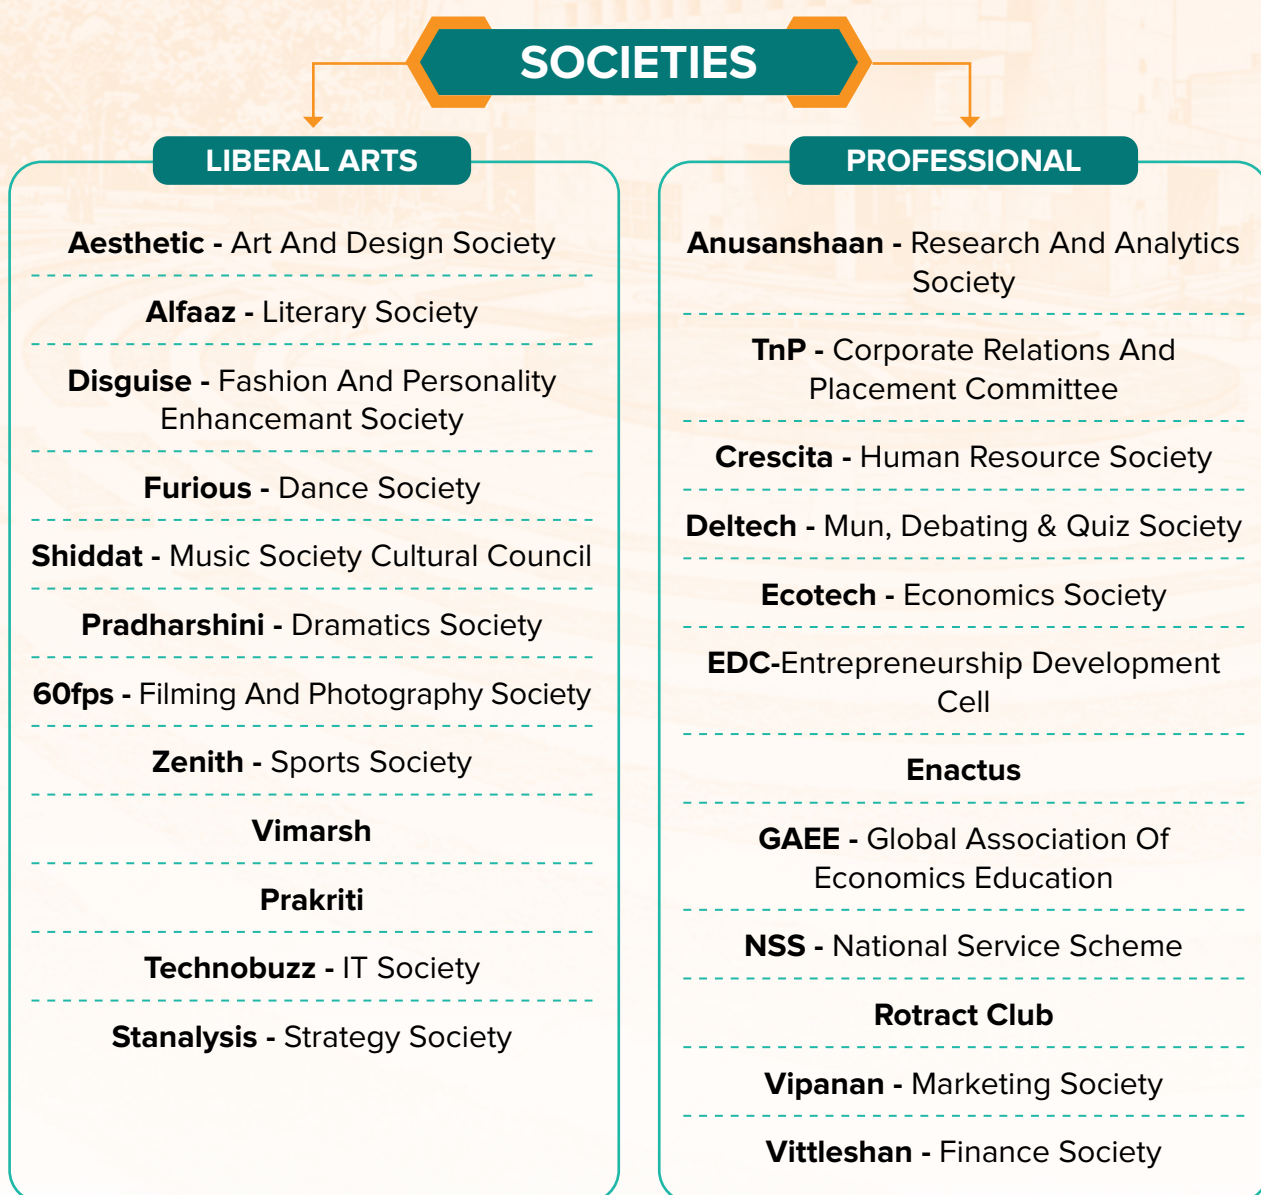 SOCIETIES
LIBERAL ARTS
Aesthetic - Art And Design Society
Alfaaz - Literary Society
Disguise - Fashion And Personality
Enhancemant Society
Furious - Dance Society
Shiddat - Music Society Cultural Council
Pradharshini - Dramatics Society
60fps - Filming And Photography Society
Zenith - Sports Society
Vimarsh
Prakriti
Technobuzz - IT Society
Stanalysis - Strategy Society
PROFESSIONAL
Anusanshaan - Research And Analytics
Society
TnP - Corporate Relations And
Placement Committee
Crescita - Human Resource Society
Deltech - Mun, Debating & Quiz Society
Ecotech - Economics Society
EDC-Entrepreneurship Development
Cell
Enactus
GAEE - Global Association Of
Economics Education
NSS - National Service Scheme
Rotract Club
Vipanan - Marketing Society
Vittleshan - Finance Society